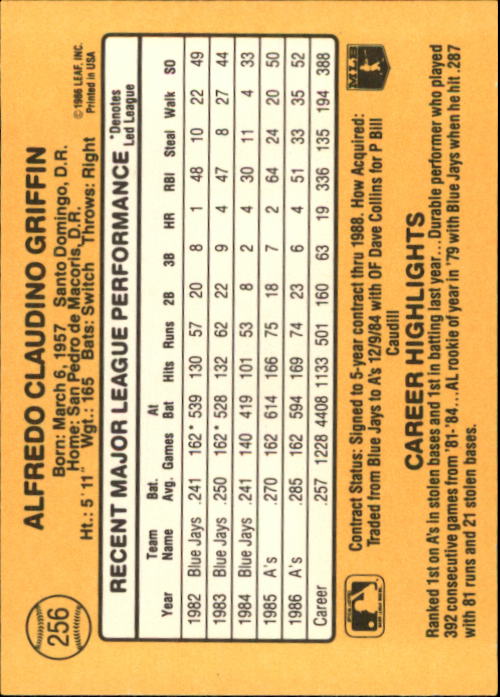 256
ALFREDO CLAUDINO GRIFFIN
Born: March 6, 1957 Santo Domingo, D.R.
Home: San Pedro de Macoris, D.R.
Ht.: 5' 11" Wgt.: 165 Bats: Switch Throws: Right
©1986 LEAF, INC.
Printed in USA
RECENT MAJOR LEAGUE PERFORMANCE *Denotes Led League
Year Team Name Bat. Avg. Games At Bat Hits Runs 2B 3B HR RBI Steal Walk SO
1982 Blue Jays .241 162* 539 130 57 20 8 1 48 10 22 49
1983 Blue Jays .250 162* 528 132 62 22 9 4 47 8 27 44
1984 Blue Jays .241 140 419 101 53 8 2 4 30 11 4 33
1985 A's .270 162 614 166 75 18 7 2 64 24 20 50
1986 A's .285 162 594 169 74 23 6 4 51 33 35 52
Career .257 1228 4408 1133 501 160 63 19 336 135 194 388
Contract Status: Signed to 5-year contract thru 1988. How Acquired:
Traded from Blue Jays to A's 12/9/84 with OF Dave Collins for P Bill
Caudill
MLB
CAREER HIGHLIGHTS
Ranked 1st on A's in stolen bases and 1st in batting last year...Durable performer who played
392 consecutive games from '81-'84...AL rookie of year in '79 with Blue Jays when he hit .287
with 81 runs and 21 stolen bases.